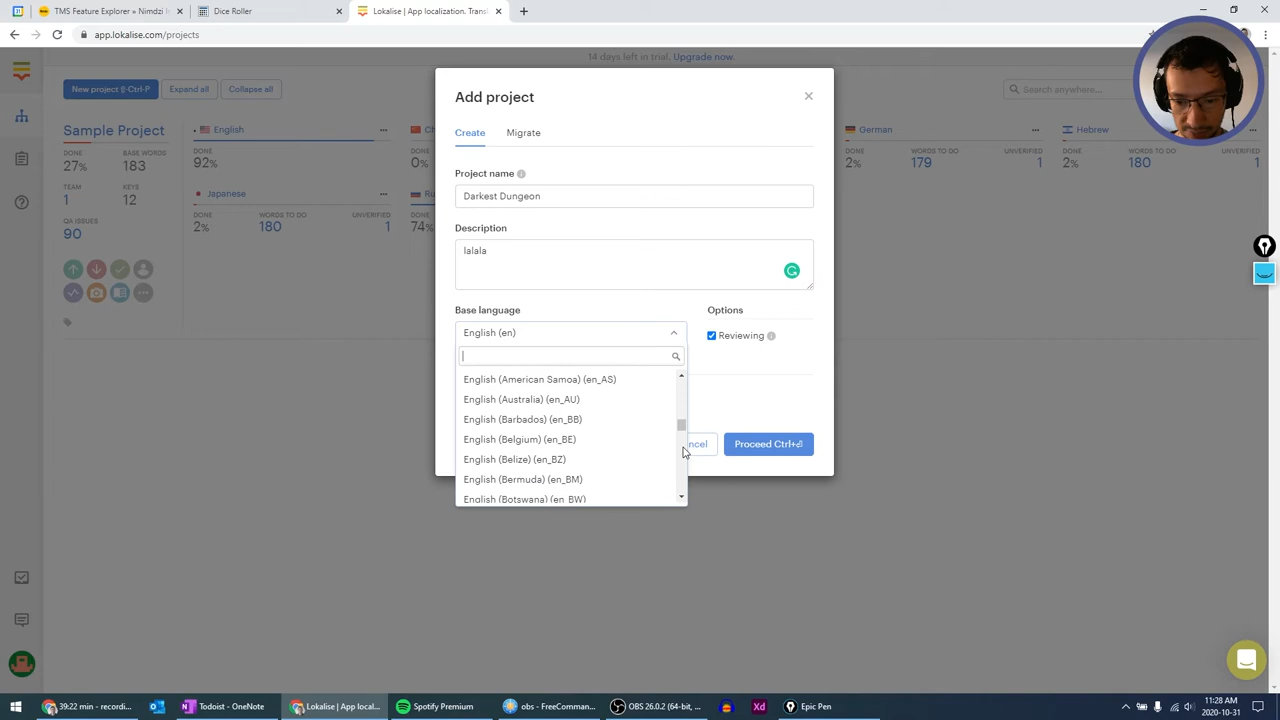 TMS Feature Explorer » Nimdzi In
Dice Roller
Lokalise | App localization. Trans
app.lokalise.com/projects
14 days left in trial. Upgrade now.
New project
Expand all
Collapse all
Search anywhere...
Sample Project
DONE
27%
BASE WORDS
183
TEAM
1
KEYS
12
QA ISSUES
90
English
DONE
92%
Ch
DONE
0%
German
DONE
2%
WORDS TO DO
179
UNVERIFIED
1
Hebrew
DONE
2%
WORDS TO DO
180
UNVERIFIED
1
Japanese
DONE
2%
WORDS TO DO
180
UNVERIFIED
1
Ru
DONE
74%
Add project
Create
Migrate
Project name
Darkest Dungeon
Description
lalala
Base language
English (en)
English (American Samoa) (en_AS)
English (Australia) (en_AU)
English (Barbados) (en_BB)
English (Belgium) (en_BE)
English (Belize) (en_BZ)
English (Bermuda) (en_BM)
English (Botswana) (en_BW)
Options
Reviewing
ncel
Proceed Ctrl+⏎
39:22 min - recordi...
Todoist - OneNote
Lokalise | App local...
Spotify Premium
obs - FreeComman...
OBS 26.0.2 (64-bit, ...
Xd
Epic Pen
11:28 AM
2020-10-31